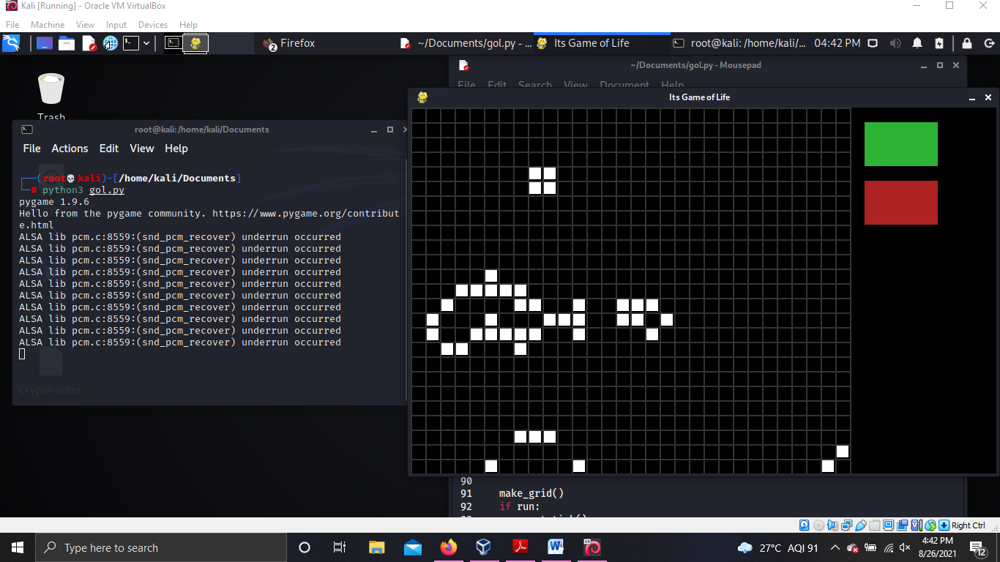 Kali [Running] - Oracle VM VirtualBox
File Machine View Input Devices Help
2 Firefox ~/Documents/gol.py - ... Its Game of Life root@kali: /home/kali/... 04:42 PM
~/Documents/gol.py - Mousepad
File Edit Search View Document Help
Its Game of Life
Trash
root@kali: /home/kali/Documents
File Actions Edit View Help
(root💀kali)-[/home/kali/Documents]
# python3 gol.py
pygame 1.9.6
Hello from the pygame community. https://www.pygame.org/contribut
e.html
ALSA lib pcm.c:8559:(snd_pcm_recover) underrun occurred
ALSA lib pcm.c:8559:(snd_pcm_recover) underrun occurred
ALSA lib pcm.c:8559:(snd_pcm_recover) underrun occurred
ALSA lib pcm.c:8559:(snd_pcm_recover) underrun occurred
ALSA lib pcm.c:8559:(snd_pcm_recover) underrun occurred
ALSA lib pcm.c:8559:(snd_pcm_recover) underrun occurred
ALSA lib pcm.c:8559:(snd_pcm_recover) underrun occurred
ALSA lib pcm.c:8559:(snd_pcm_recover) underrun occurred
ALSA lib pcm.c:8559:(snd_pcm_recover) underrun occurred
ALSA lib pcm.c:8559:(snd_pcm_recover) underrun occurred
Crypto-notes
90
91 make_grid()
92 if run:
Right Ctrl
Type here to search
27°C AQI 91
4:42 PM
8/26/2021
12